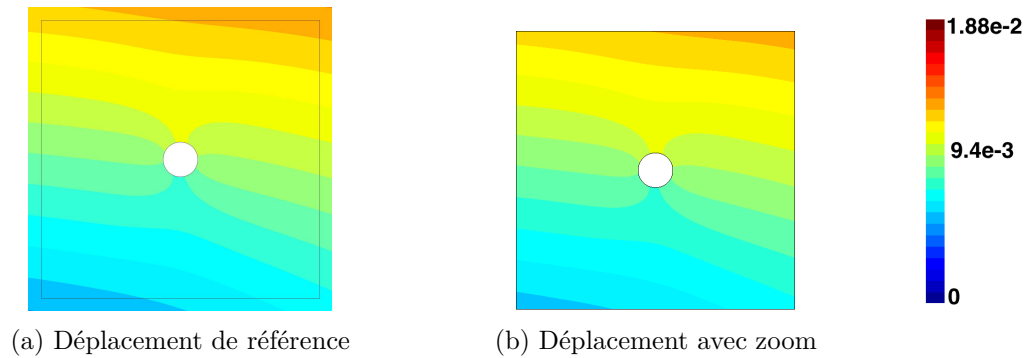 1.88e-2
9.4e-3
0
(a) Déplacement de référence
(b) Déplacement avec zoom